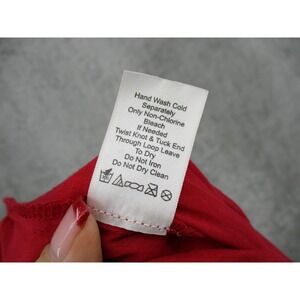 Hand Wash Cold
Separately
Only Non-Chlorine
Bleach
If Needed
Twist Knot & Tuck End
Through Loop Leave
To Dry
Do Not Iron
Do Not Dry Clean